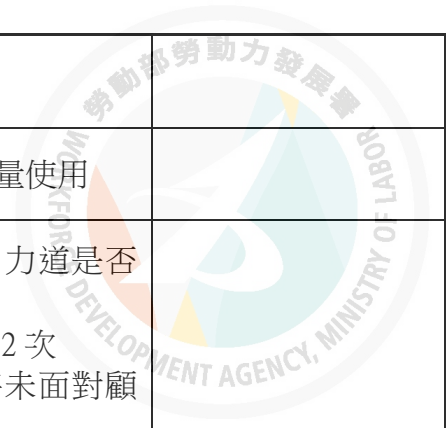 勞動部勞動力發展署
WORKFORCE DEVELOPMENT AGENCY, MINISTRY OF LABOR
量使用
力道是否
2 次
未面對顧